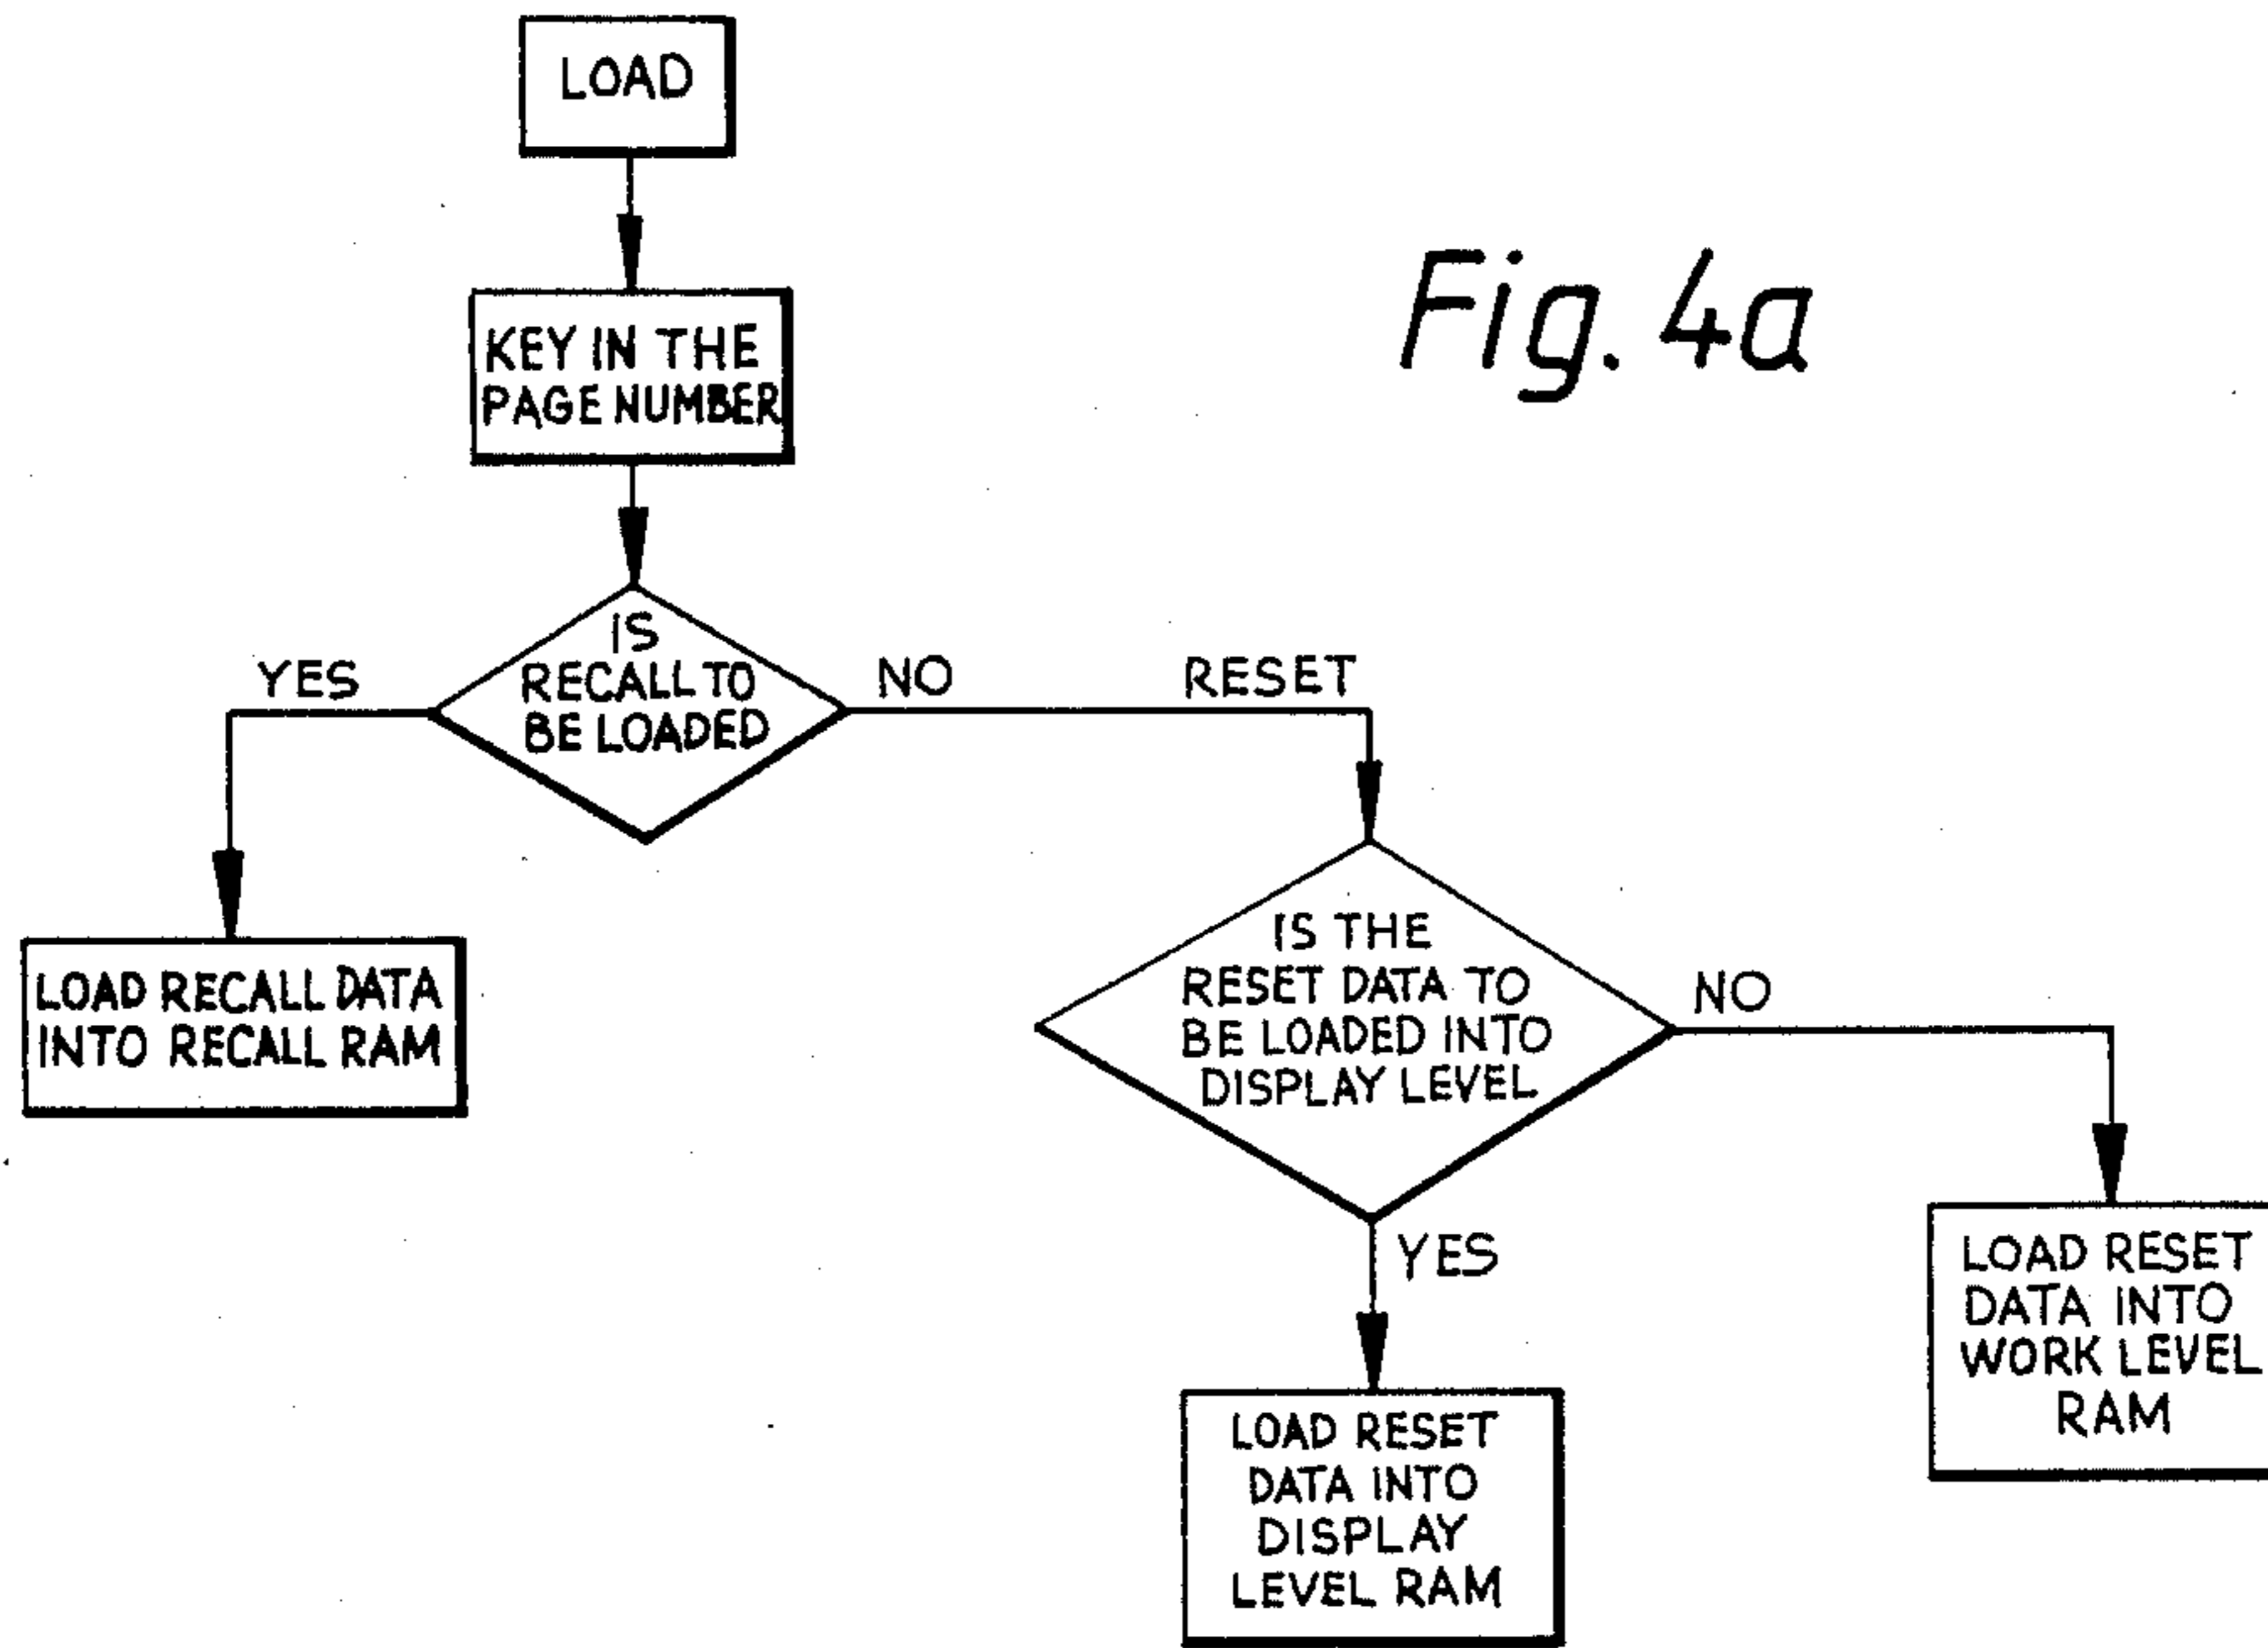 LOAD
Fig. 4a
KEY IN THE
PAGE NUMBER
IS
RECALL TO
BE LOADED
YES
NO
RESET
LOAD RECALL DATA
INTO RECALL RAM
IS THE
RESET DATA TO
BE LOADED INTO
DISPLAY LEVEL
NO
YES
LOAD RESET
DATA INTO
WORK LEVEL
RAM
LOAD RESET
DATA INTO
DISPLAY
LEVEL RAM